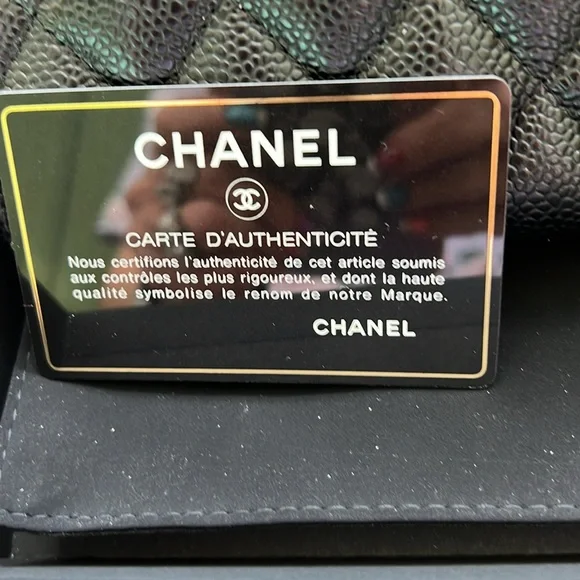 CHANEL
CARTE D'AUTHENTICITÉ
Nous certifions l'authenticité de cet article soumis
aux contrôles les plus rigoureux, et dont la haute
qualité symbolise le renom de notre Marque.
CHANEL